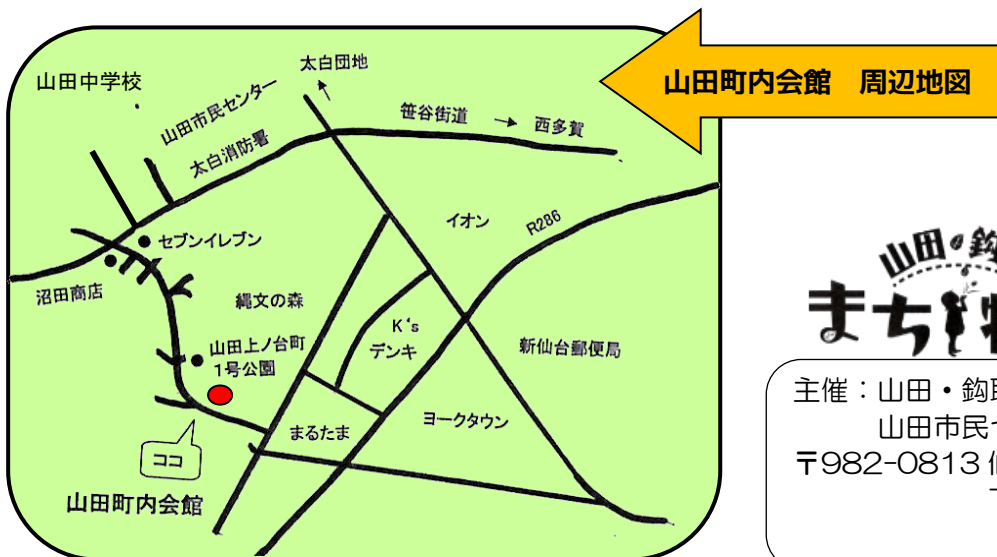 山田町内会館 周辺地図
山田中学校
太白団地
山田市民センター
太白消防署
笹谷街道 → 西多賀
イオン
R286
セブンイレブン
沼田商店
縄文の森
K's
デンキ
新仙台郵便局
山田上ノ台町
1号公園
まるたま
ヨークタウン
ココ
山田町内会館
山田・鈎
まち
主催：山田・鈎取
山田市民セ
〒982-0813